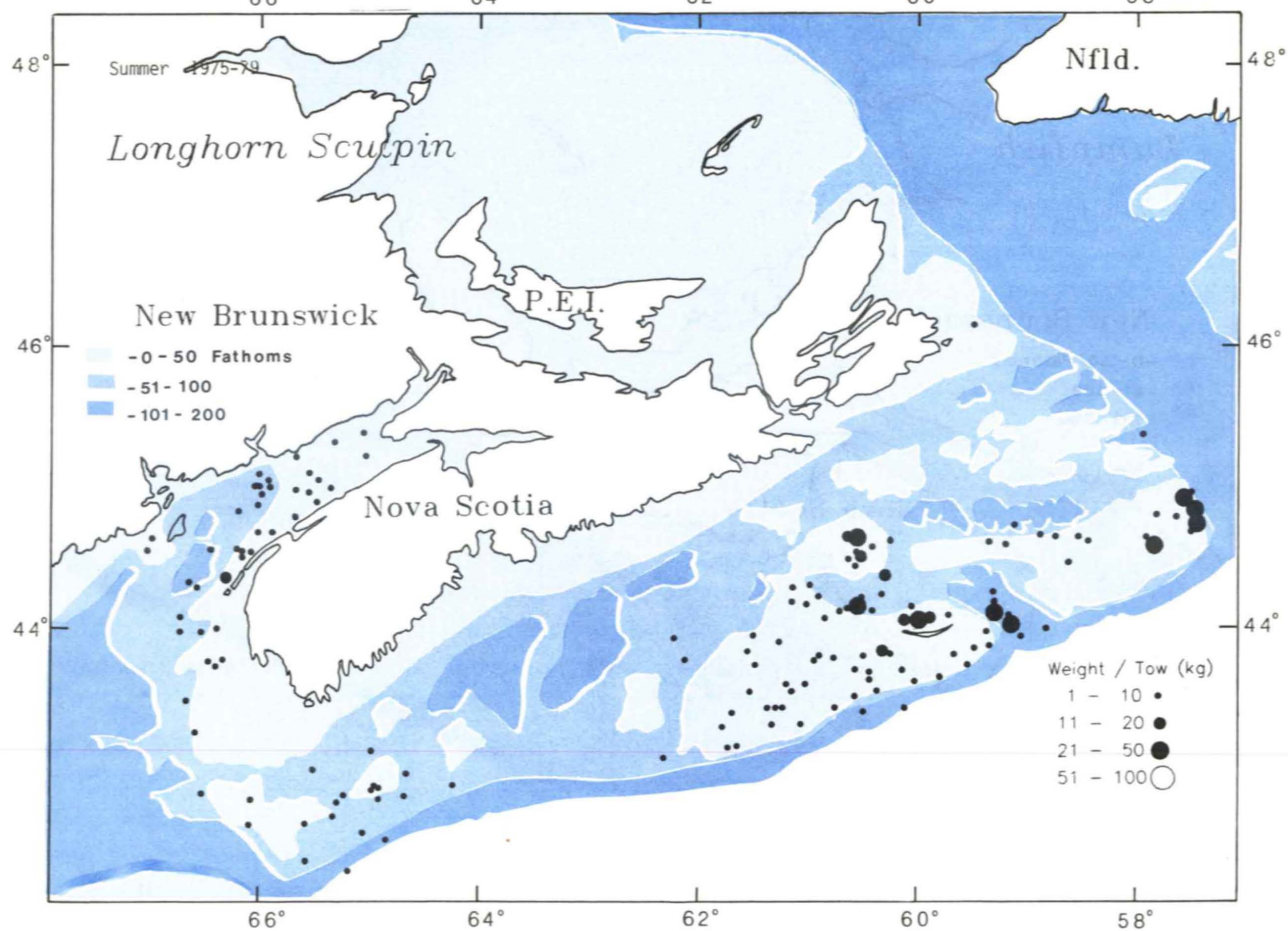 48°
Summer 1975-79
Nfld.
48°
Longhorn Sculpin
P.E.I.
New Brunswick
46°
46°
-0-50 Fathoms
-51-100
-101-200
Nova Scotia
44°
44°
Weight / Tow (kg)
1 - 10
11 - 20
21 - 50
51 - 100
66°
64°
62°
60°
58°